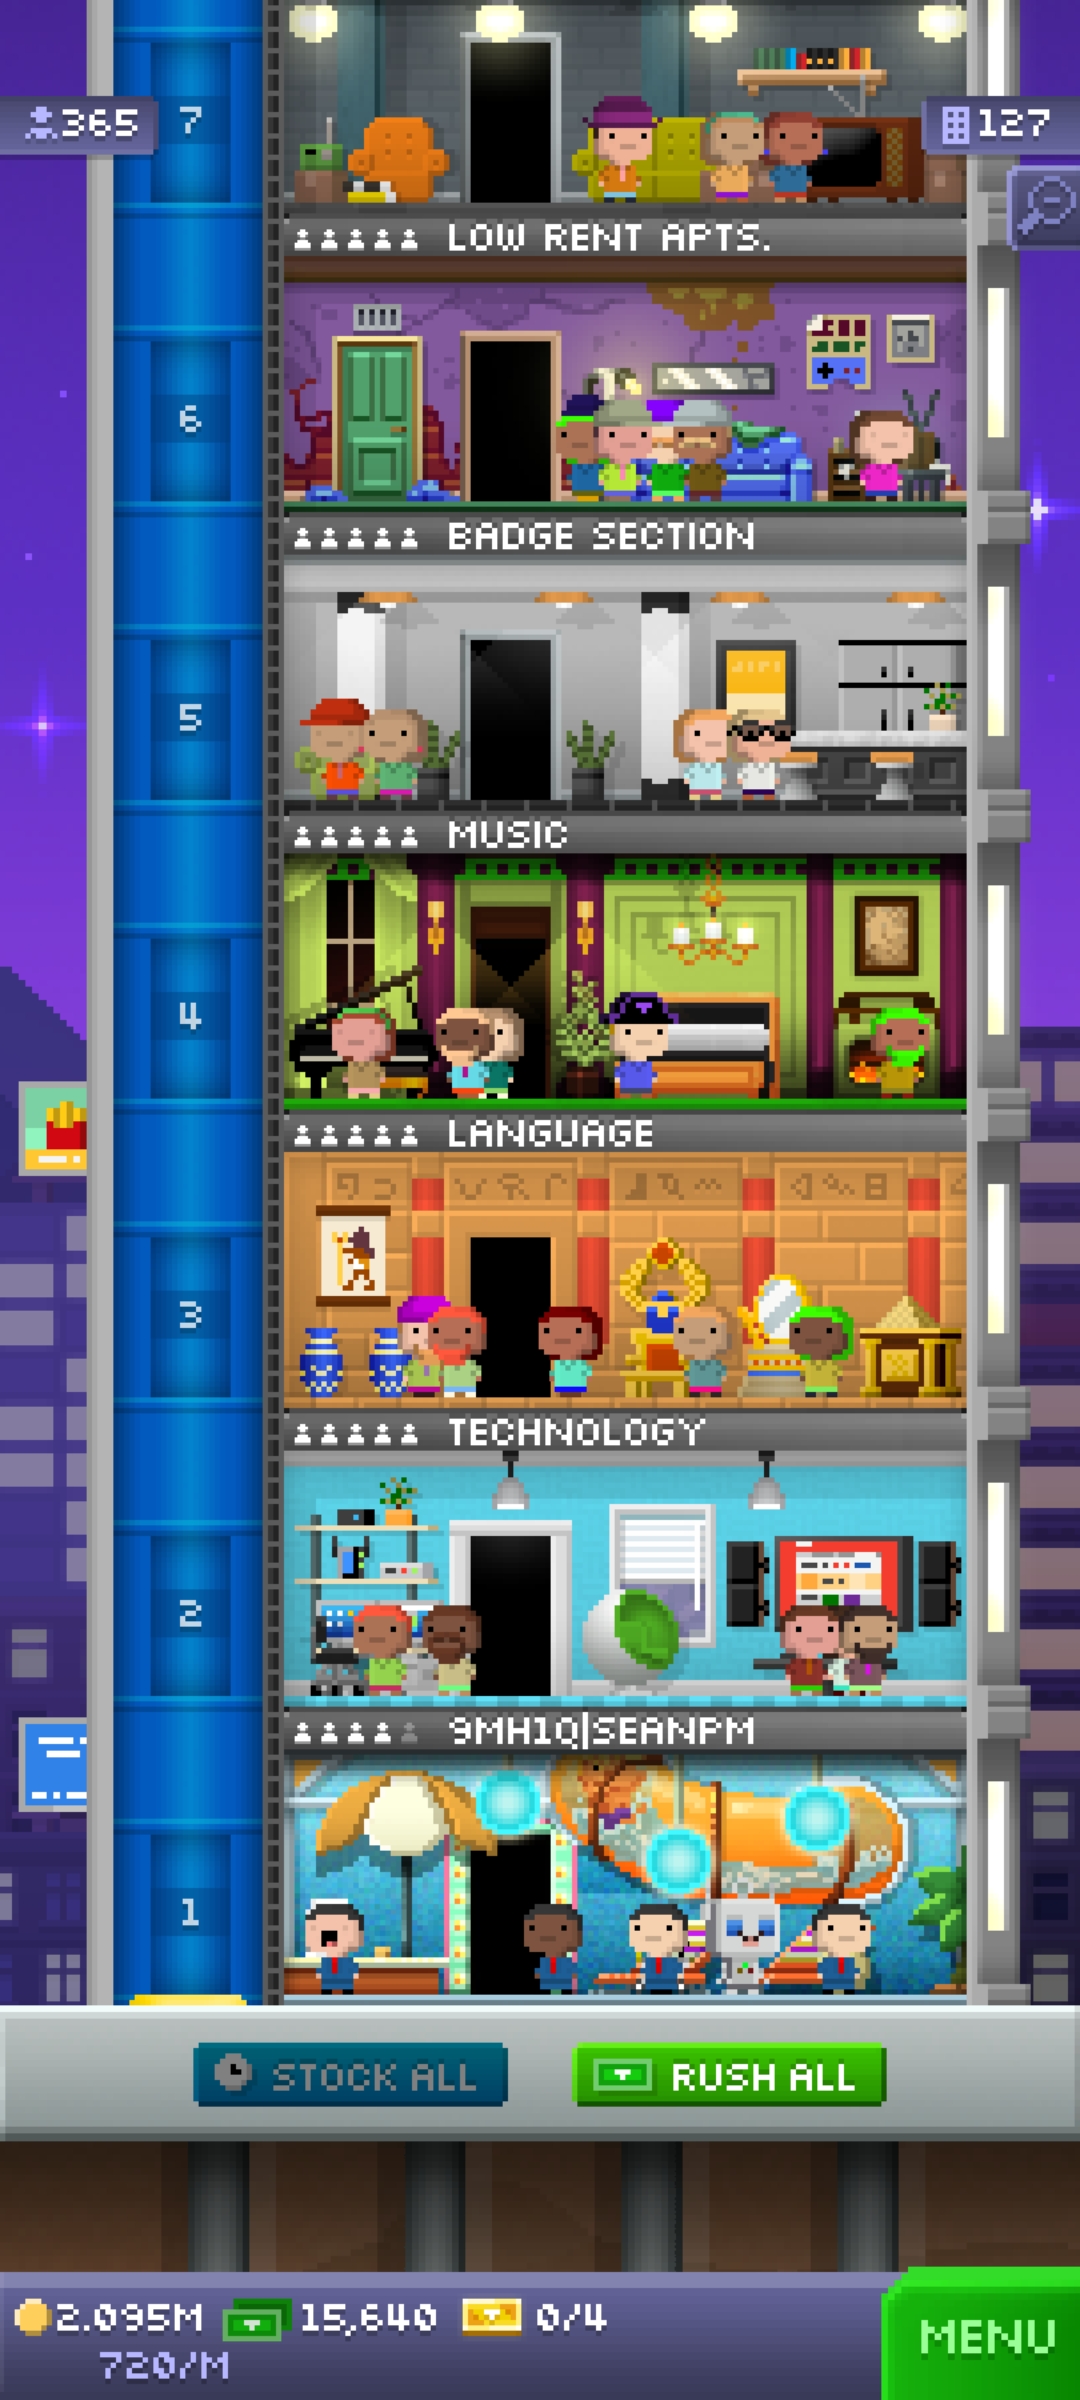 365
7
127
LOW RENT APTS.
6
BADGE SECTION
5
MUSIC
4
LANGUAGE
3
TECHNOLOGY
2
9MH1Q|SEANPM
1
STOCK ALL
RUSH ALL
2.095M
15,640
0/4
720/M
MENU